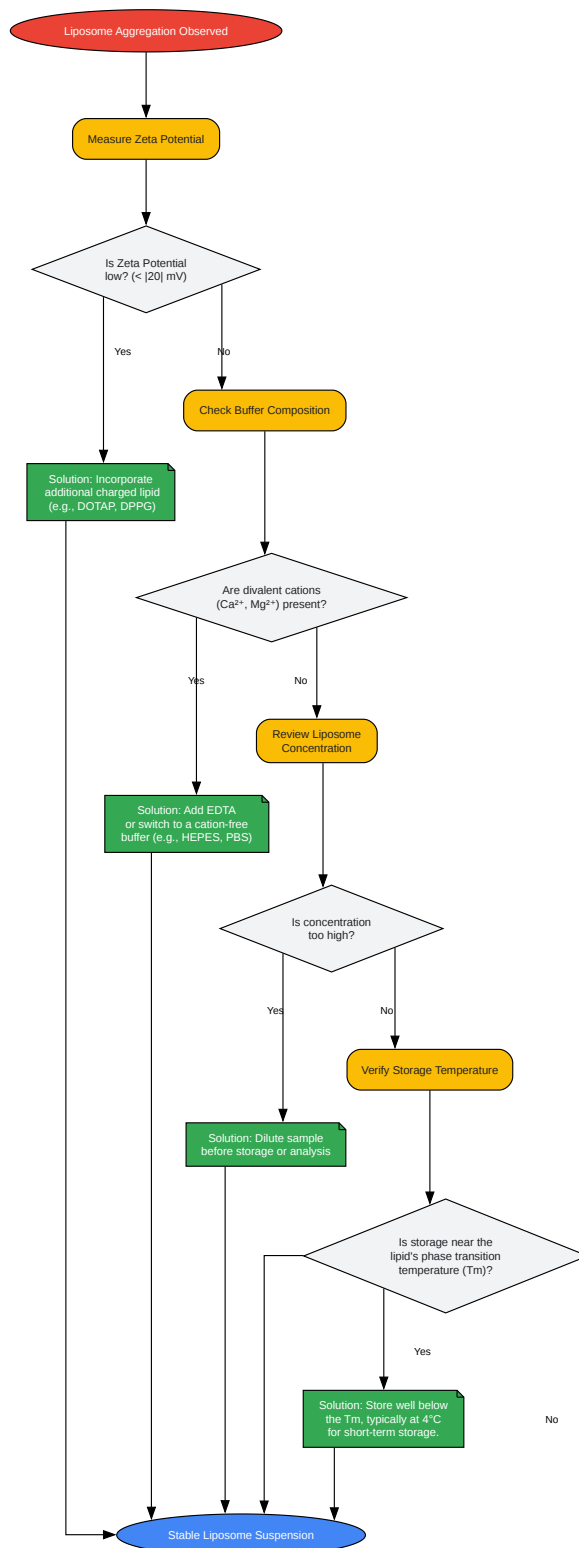 Liposome Aggregation Observed
Measure Zeta Potential
Is Zeta Potential
low? (< |20| mV)
Yes
No
Check Buffer Composition
Solution: Incorporate
additional charged lipid
(e.g., DOTAP, DPPG)
Are divalent cations
(Ca²⁺, Mg²⁺) present?
Yes
No
Review Liposome
Concentration
Solution: Add EDTA
or switch to a cation-free
buffer (e.g., HEPES, PBS)
Is concentration
too high?
Yes
No
Verify Storage Temperature
Solution: Dilute sample
before storage or analysis
Is storage near the
lipid's phase transition
temperature (Tm)?
Yes
Solution: Store well below
the Tm, typically at 4°C
for short-term storage.
No
Stable Liposome Suspension